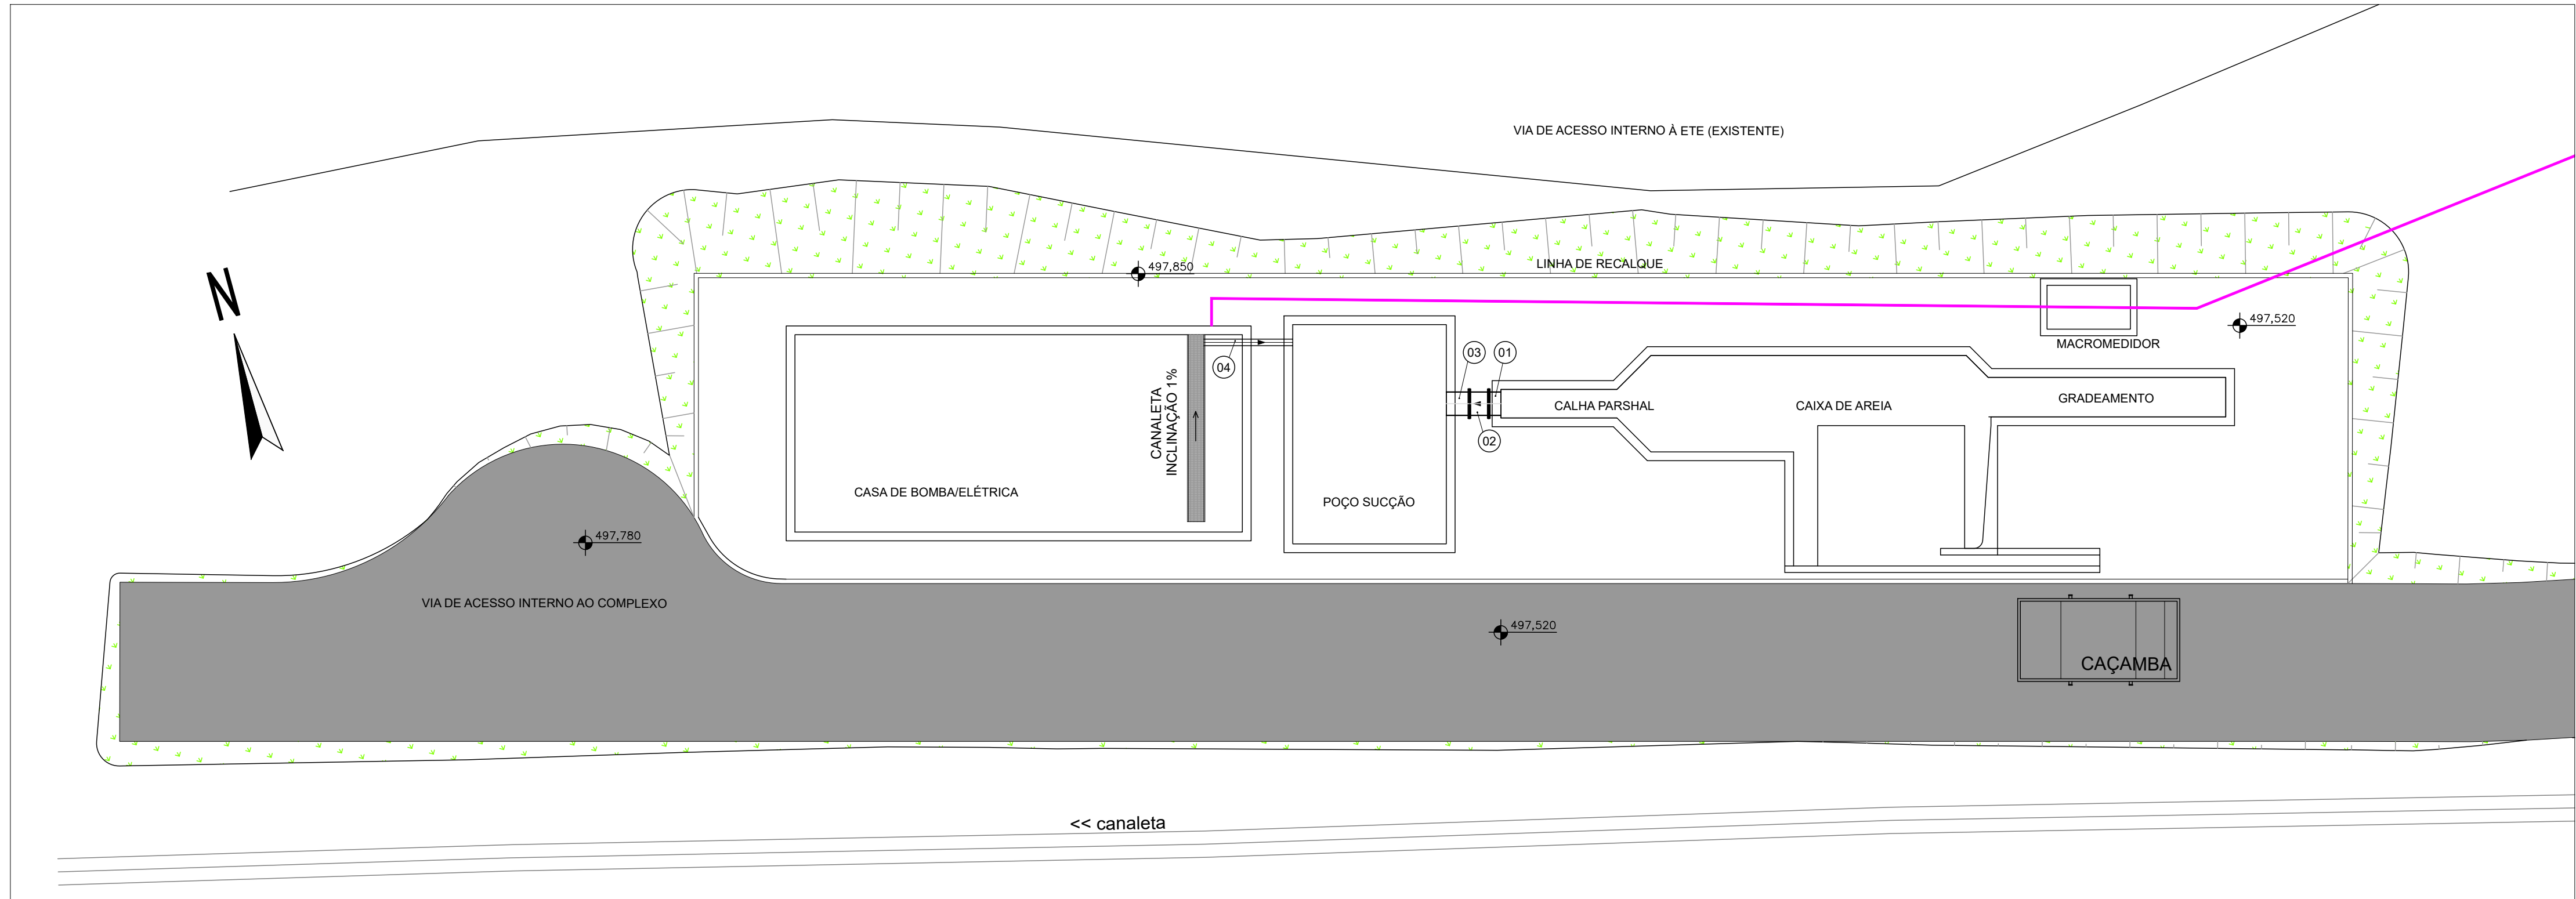 VIA DE ACESSO INTERNO À ETE (EXISTENTE)
N
497,850
LINHA DE RECALQUE
497,520
MACROMEDIDOR
04
03
01
02
CANALETA
INCLINAÇÃO 1%
CALHA PARSHAL
CAIXA DE AREIA
GRADEAMENTO
CASA DE BOMBA/ELÉTRICA
POÇO SUCÇÃO
497,780
VIA DE ACESSO INTERNO AO COMPLEXO
497,520
CAÇAMBA
<< canaleta